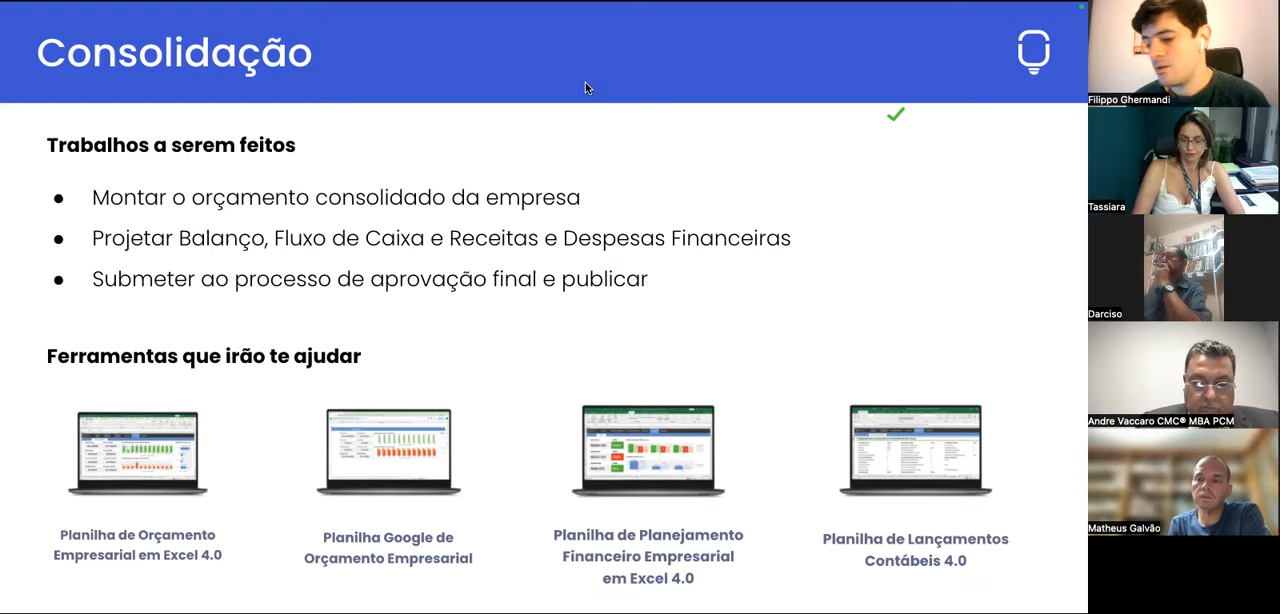 Consolidação
Trabalhos a serem feitos
● Montar o orçamento consolidado da empresa
● Projetar Balanço, Fluxo de Caixa e Receitas e Despesas Financeiras
● Submeter ao processo de aprovação final e publicar
Ferramentas que irão te ajudar
Planilha de Orçamento
Empresarial em Excel 4.0
Planilha Google de
Orçamento Empresarial
Planilha de Planejamento
Financeiro Empresarial
em Excel 4.0
Planilha de Lançamentos
Contábeis 4.0
Filippo Ghermandi
Tassiara
Darciso
Andre Vaccaro CMC® MBA PCM
Matheus Galvão